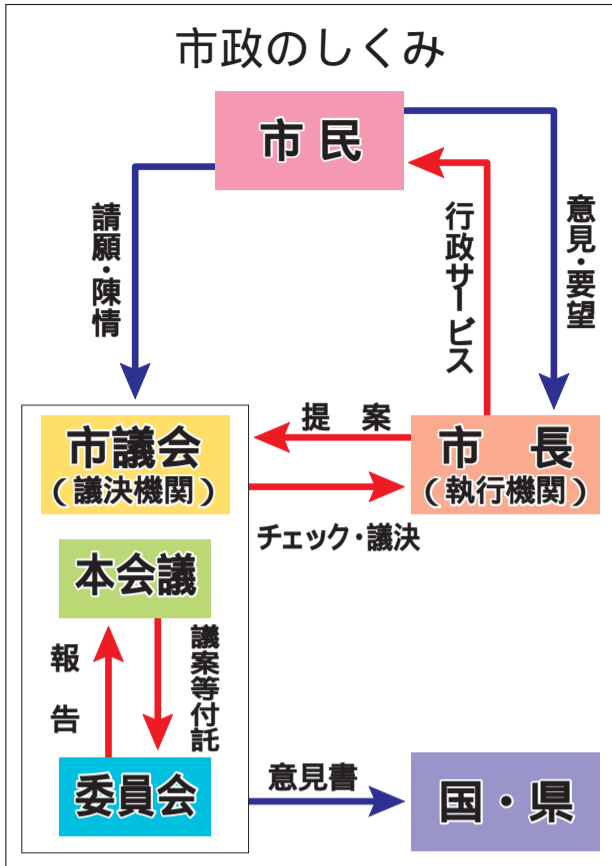 市政のしくみ
市民
請願・陳情
行政サービス
意見・要望
市議会
（議決機関）
提　案
市　長
（執行機関）
チェック・議決
本会議
報　告
議案等付託
委員会
意見書
国・県